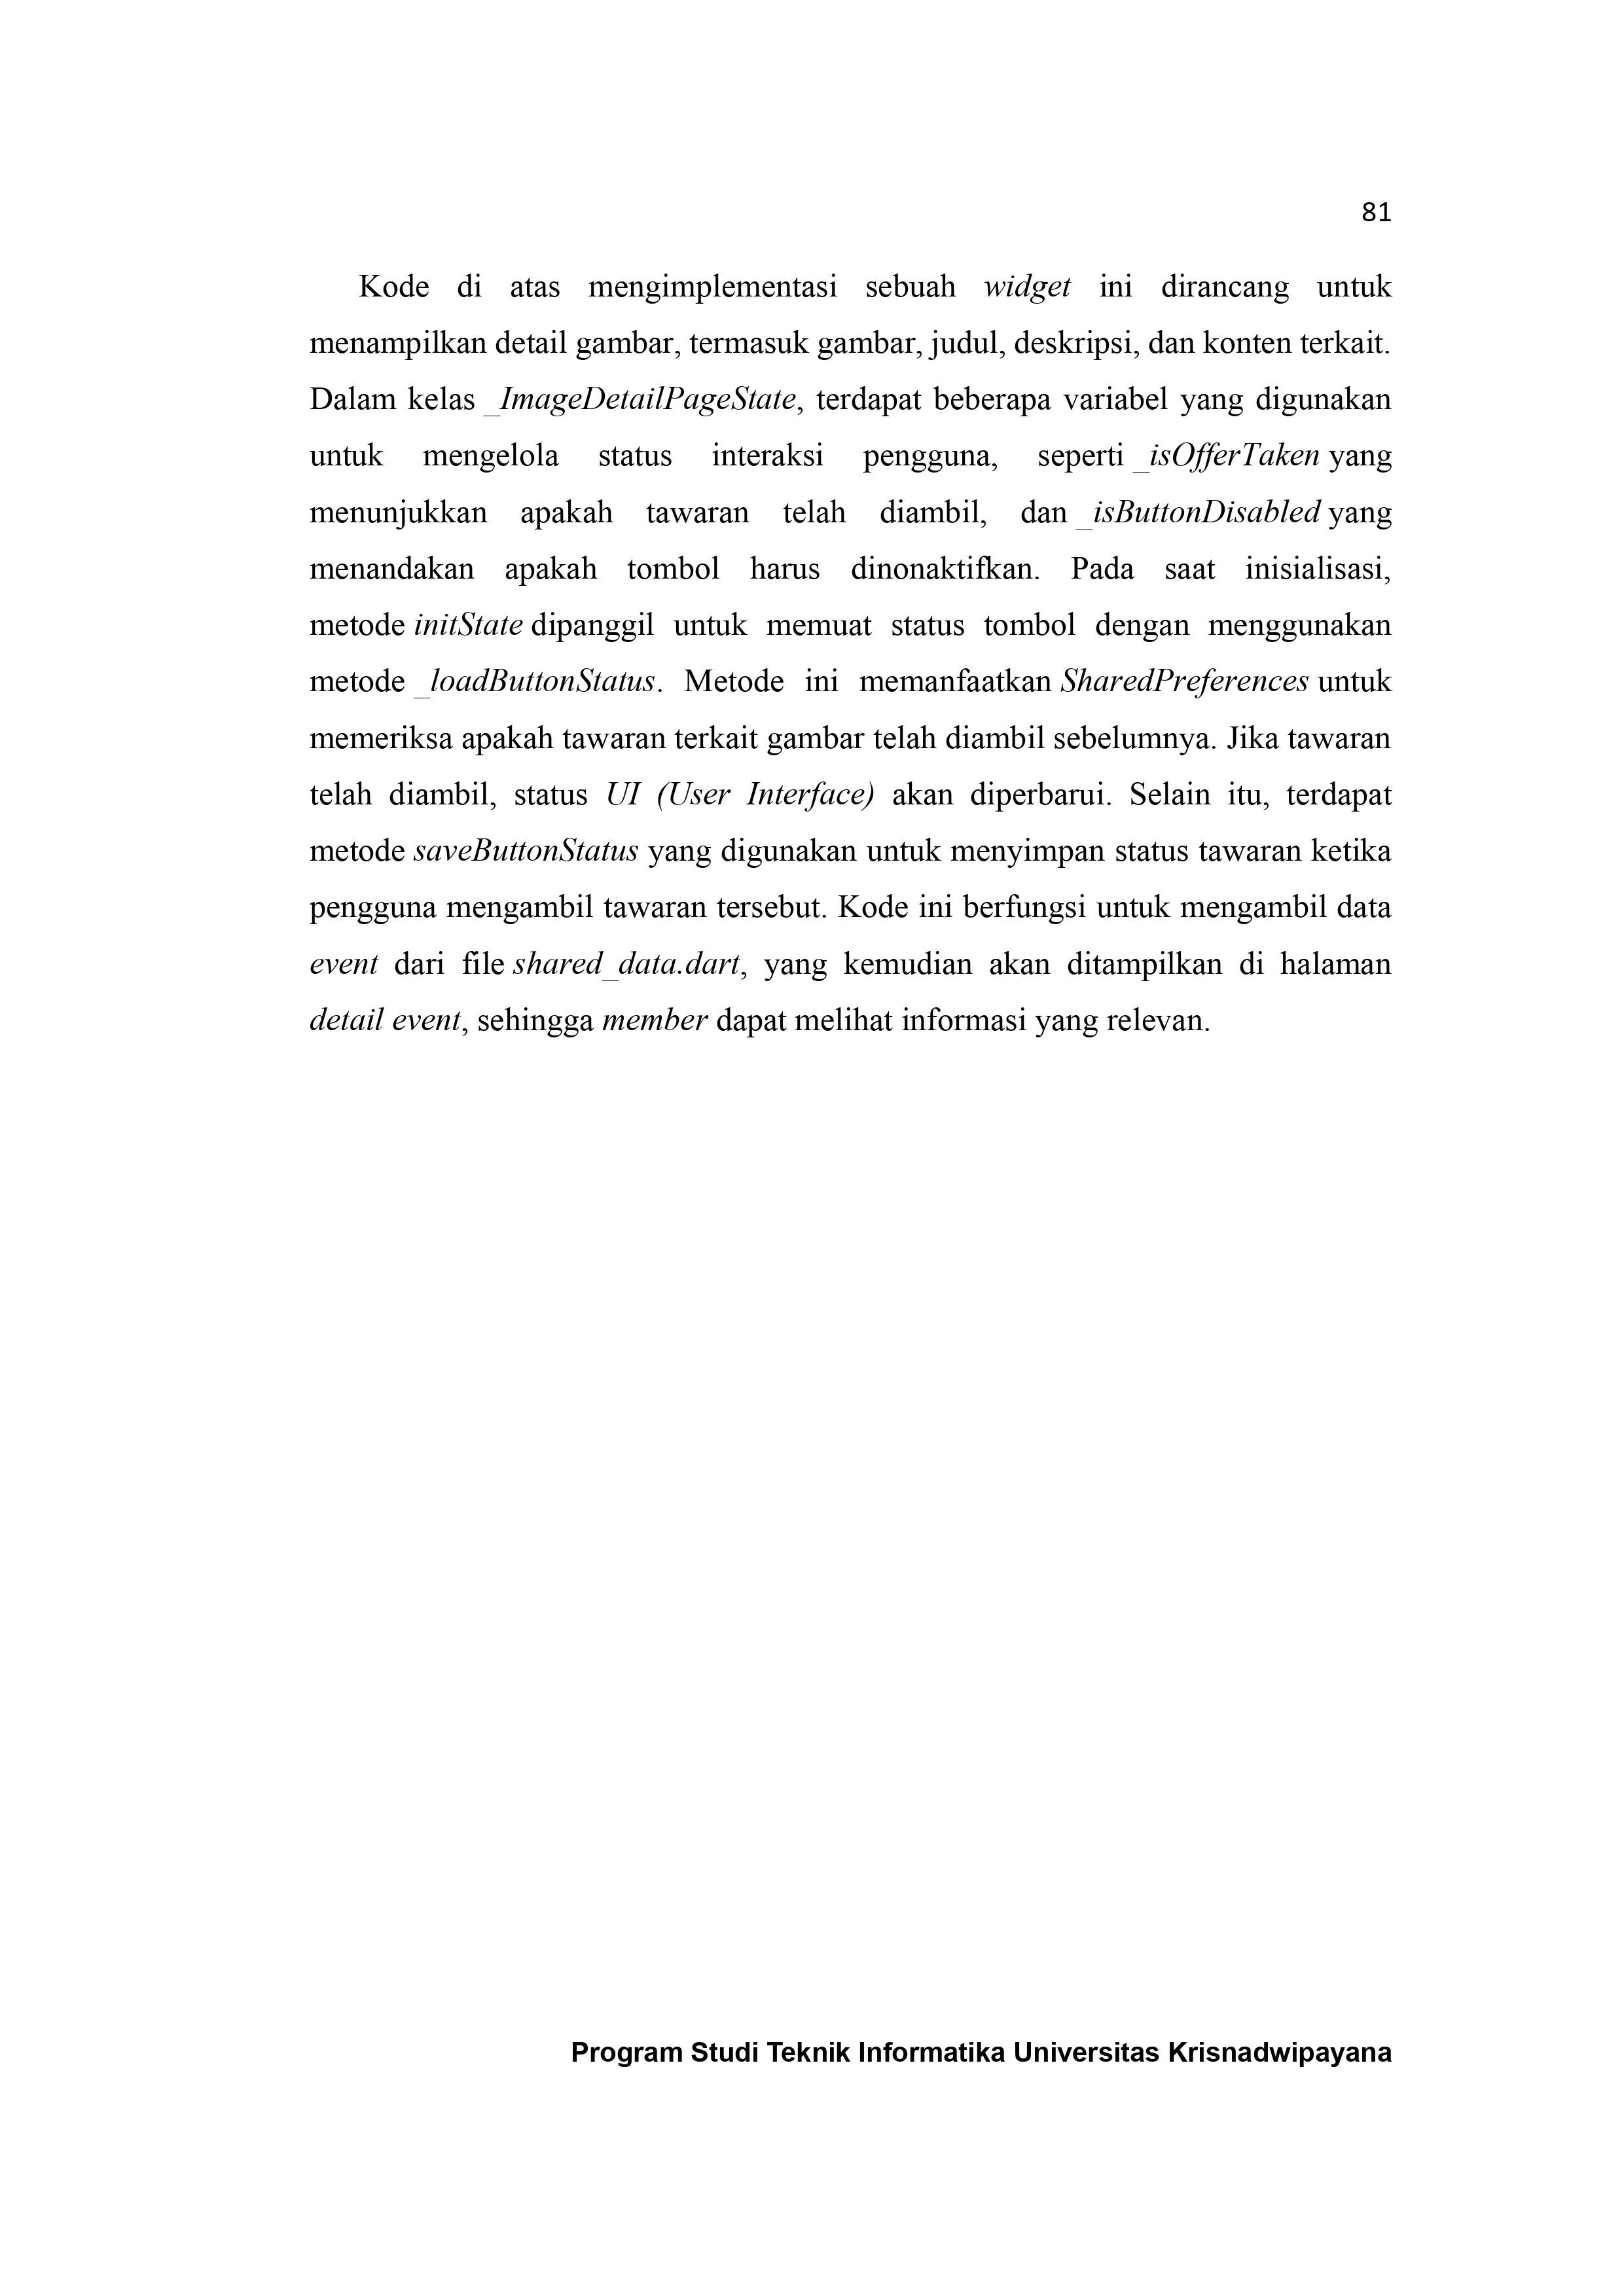 81
Kode di atas mengimplementasi sebuah widget ini dirancang untuk
menampilkan detail gambar, termasuk gambar, judul, deskripsi, dan konten terkait.
Dalam kelas _ImageDetailPageState, terdapat beberapa variabel yang digunakan
untuk mengelola status interaksi pengguna, seperti _isOfferTaken yang
menunjukkan apakah tawaran telah diambil, dan _isButtonDisabled yang
menandakan apakah tombol harus dinonaktifkan. Pada saat inisialisasi,
metode initState dipanggil untuk memuat status tombol dengan menggunakan
metode _loadButtonStatus. Metode ini memanfaatkan SharedPreferences untuk
memeriksa apakah tawaran terkait gambar telah diambil sebelumnya. Jika tawaran
telah diambil, status UI (User Interface) akan diperbarui. Selain itu, terdapat
metode saveButtonStatus yang digunakan untuk menyimpan status tawaran ketika
pengguna mengambil tawaran tersebut. Kode ini berfungsi untuk mengambil data
event dari file shared_data.dart, yang kemudian akan ditampilkan di halaman
detail event, sehingga member dapat melihat informasi yang relevan.
Program Studi Teknik Informatika Universitas Krisnadwipayana